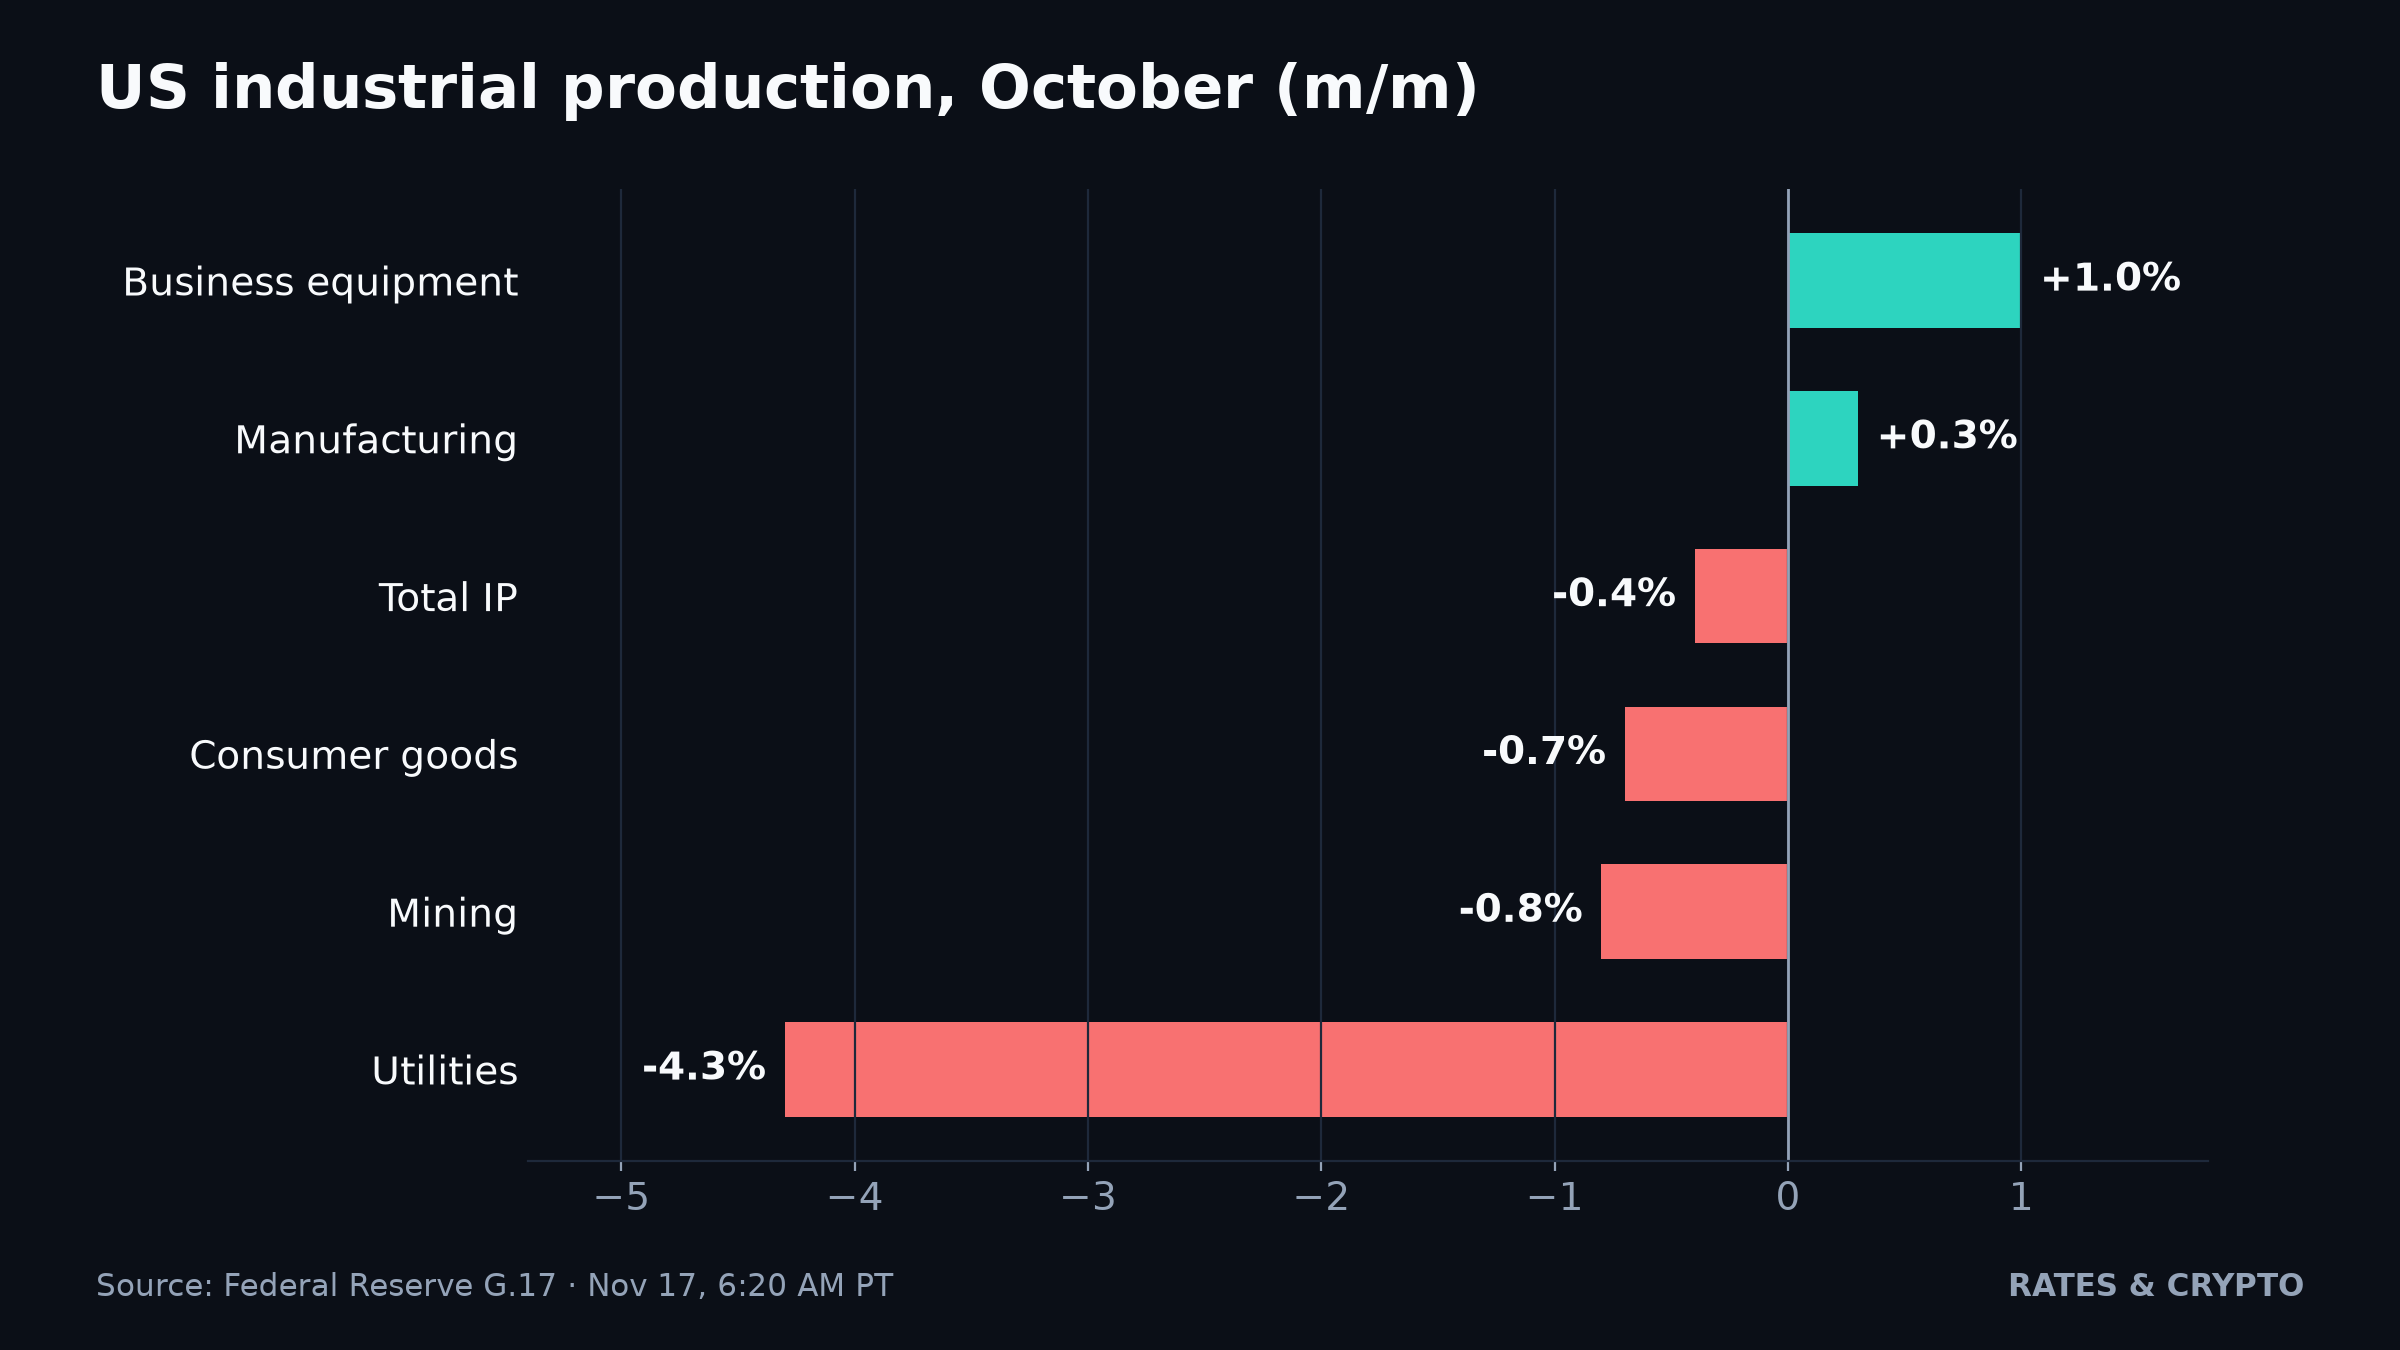 US industrial production, October (m/m)
Business equipment
+1.0%
Manufacturing
+0.3%
Total IP
-0.4%
Consumer goods
-0.7%
Mining
-0.8%
Utilities
-4.3%
−5 −4 −3 −2 −1 0 1
Source: Federal Reserve G.17 · Nov 17, 6:20 AM PT
RATES & CRYPTO